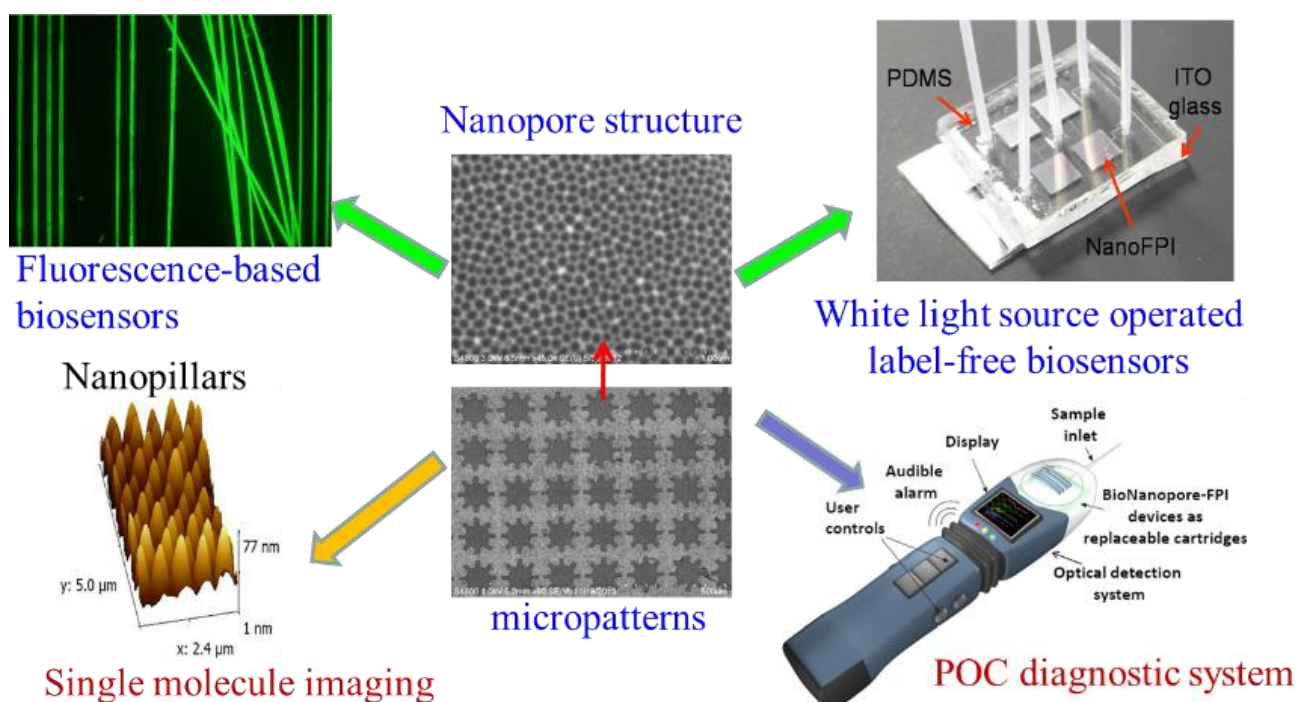 PDMS
ITO
glass
NanoFPI
Nanopore structure
Fluorescence-based
biosensors
White light source operated
label-free biosensors
Nanopillars
77 nm
y: 5.0 µm
1 nm
x: 2.4 µm
Single molecule imaging
micropatterns
Sample
inlet
Display
Audible
alarm
User
controls
BioNanopore-FPI
devices as
replaceable cartridges
Optical detection
system
POC diagnostic system